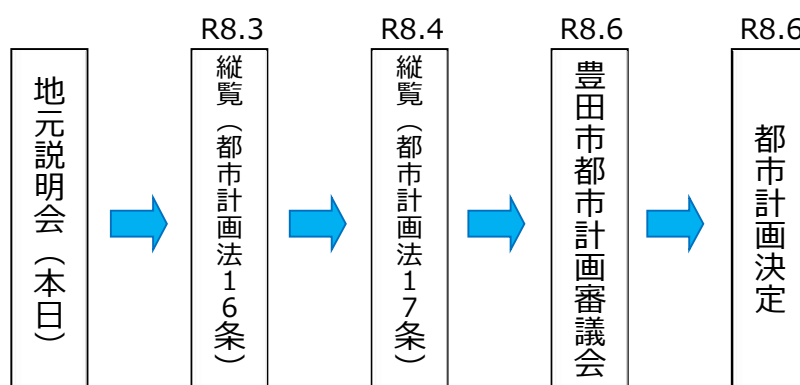 地元説明会（本日）
R8.3
縦覧（都市計画法16条）
R8.4
縦覧（都市計画法17条）
R8.6
豊田市都市計画審議会
R8.6
都市計画決定